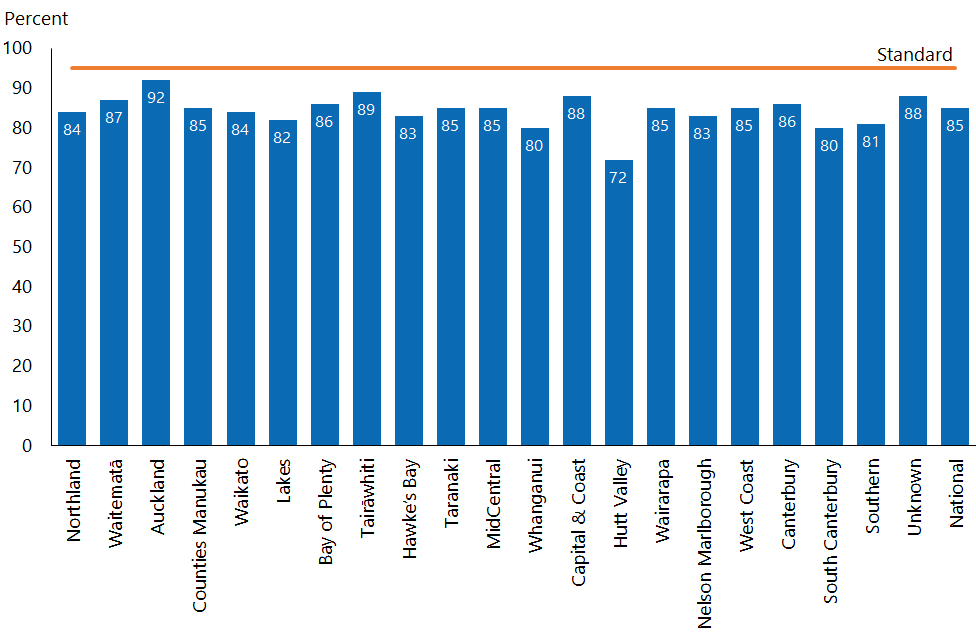 Percent
100
Standard
90
80
70
60
50
40
30
20
10
0
84
87
92
85
84
82
86
89
83
85
85
80
88
72
85
83
85
86
80
81
88
85
Northland
Waitematā
Auckland
Counties Manukau
Waikato
Lakes
Bay of Plenty
Tairāwhiti
Hawke's Bay
Taranaki
MidCentral
Whanganui
Capital & Coast
Hutt Valley
Wairarapa
Nelson Marlborough
West Coast
Canterbury
South Canterbury
Southern
Unknown
National